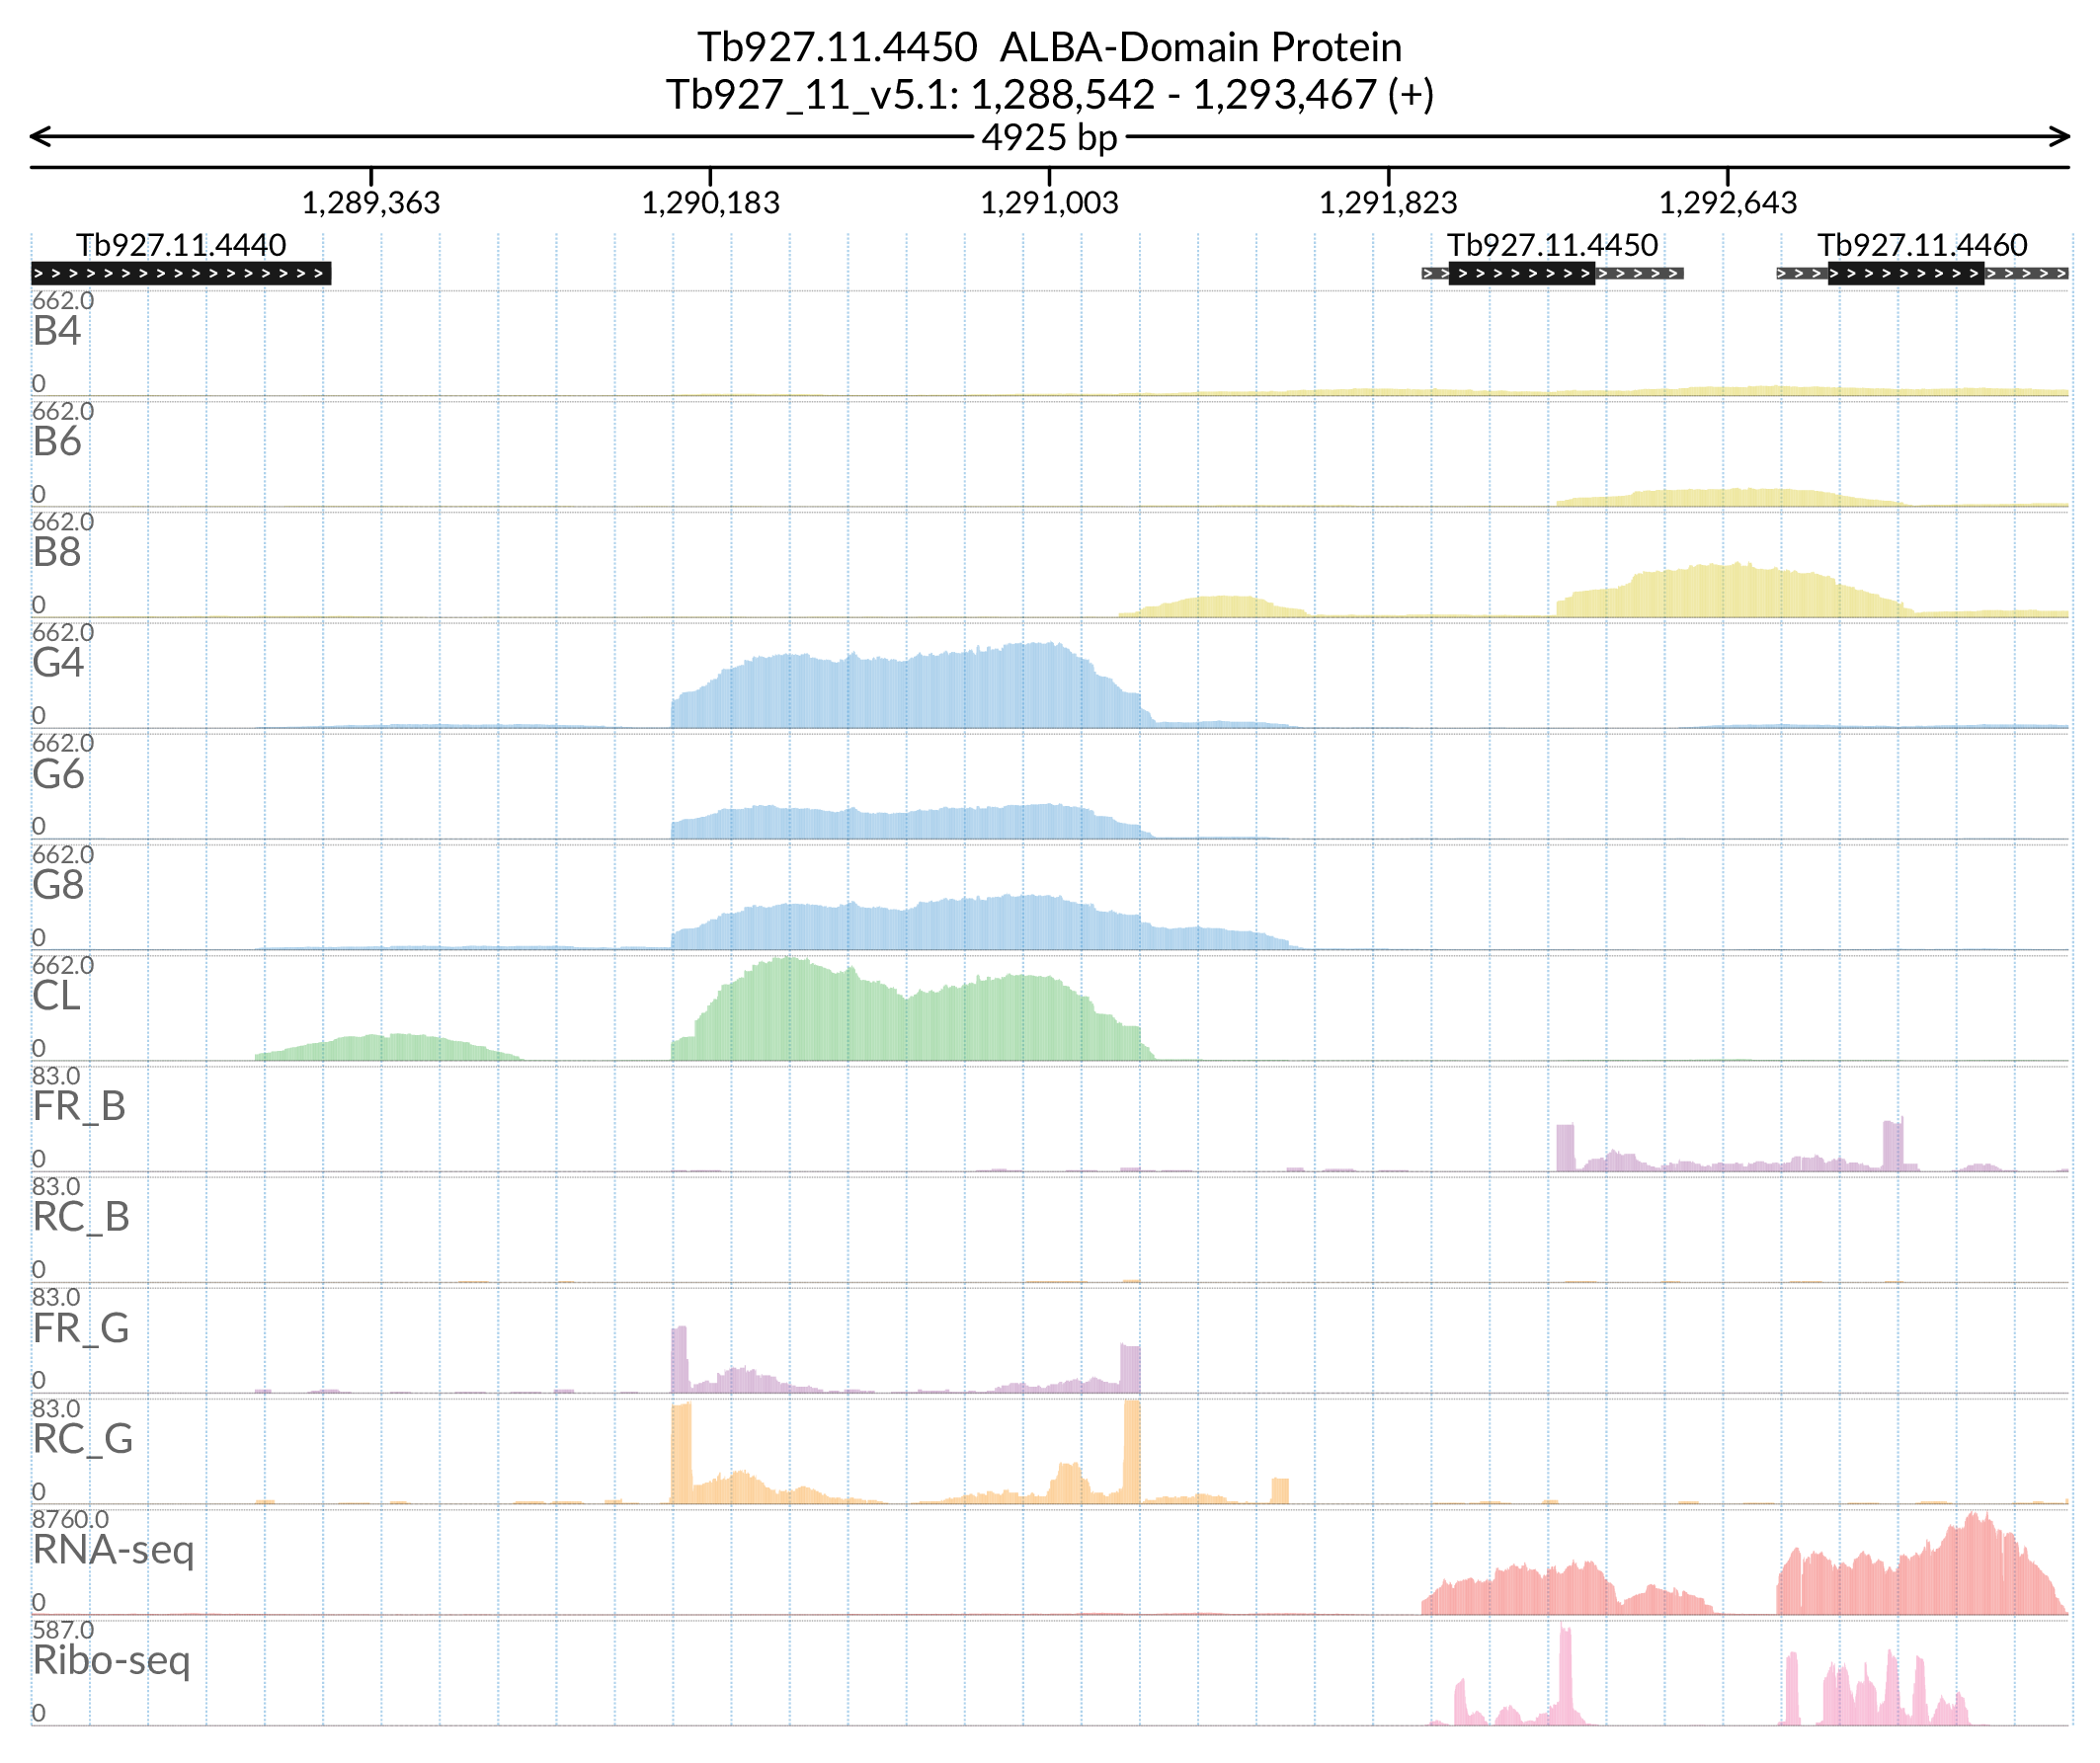 Tb927.11.4450 ALBA-Domain Protein
Tb927_11_v5.1: 1,288,542 - 1,293,467 (+)
4925 bp
1,289,363 1,290,183 1,291,003 1,291,823 1,292,643
Tb927.11.4440 Tb927.11.4450 Tb927.11.4460
662.0
B4
0
662.0
B6
0
662.0
B8
0
662.0
G4
0
662.0
G6
0
662.0
G8
0
662.0
CL
0
83.0
FR_B
0
83.0
RC_B
0
83.0
FR_G
0
83.0
RC_G
0
8760.0
RNA-seq
0
587.0
Ribo-seq
0